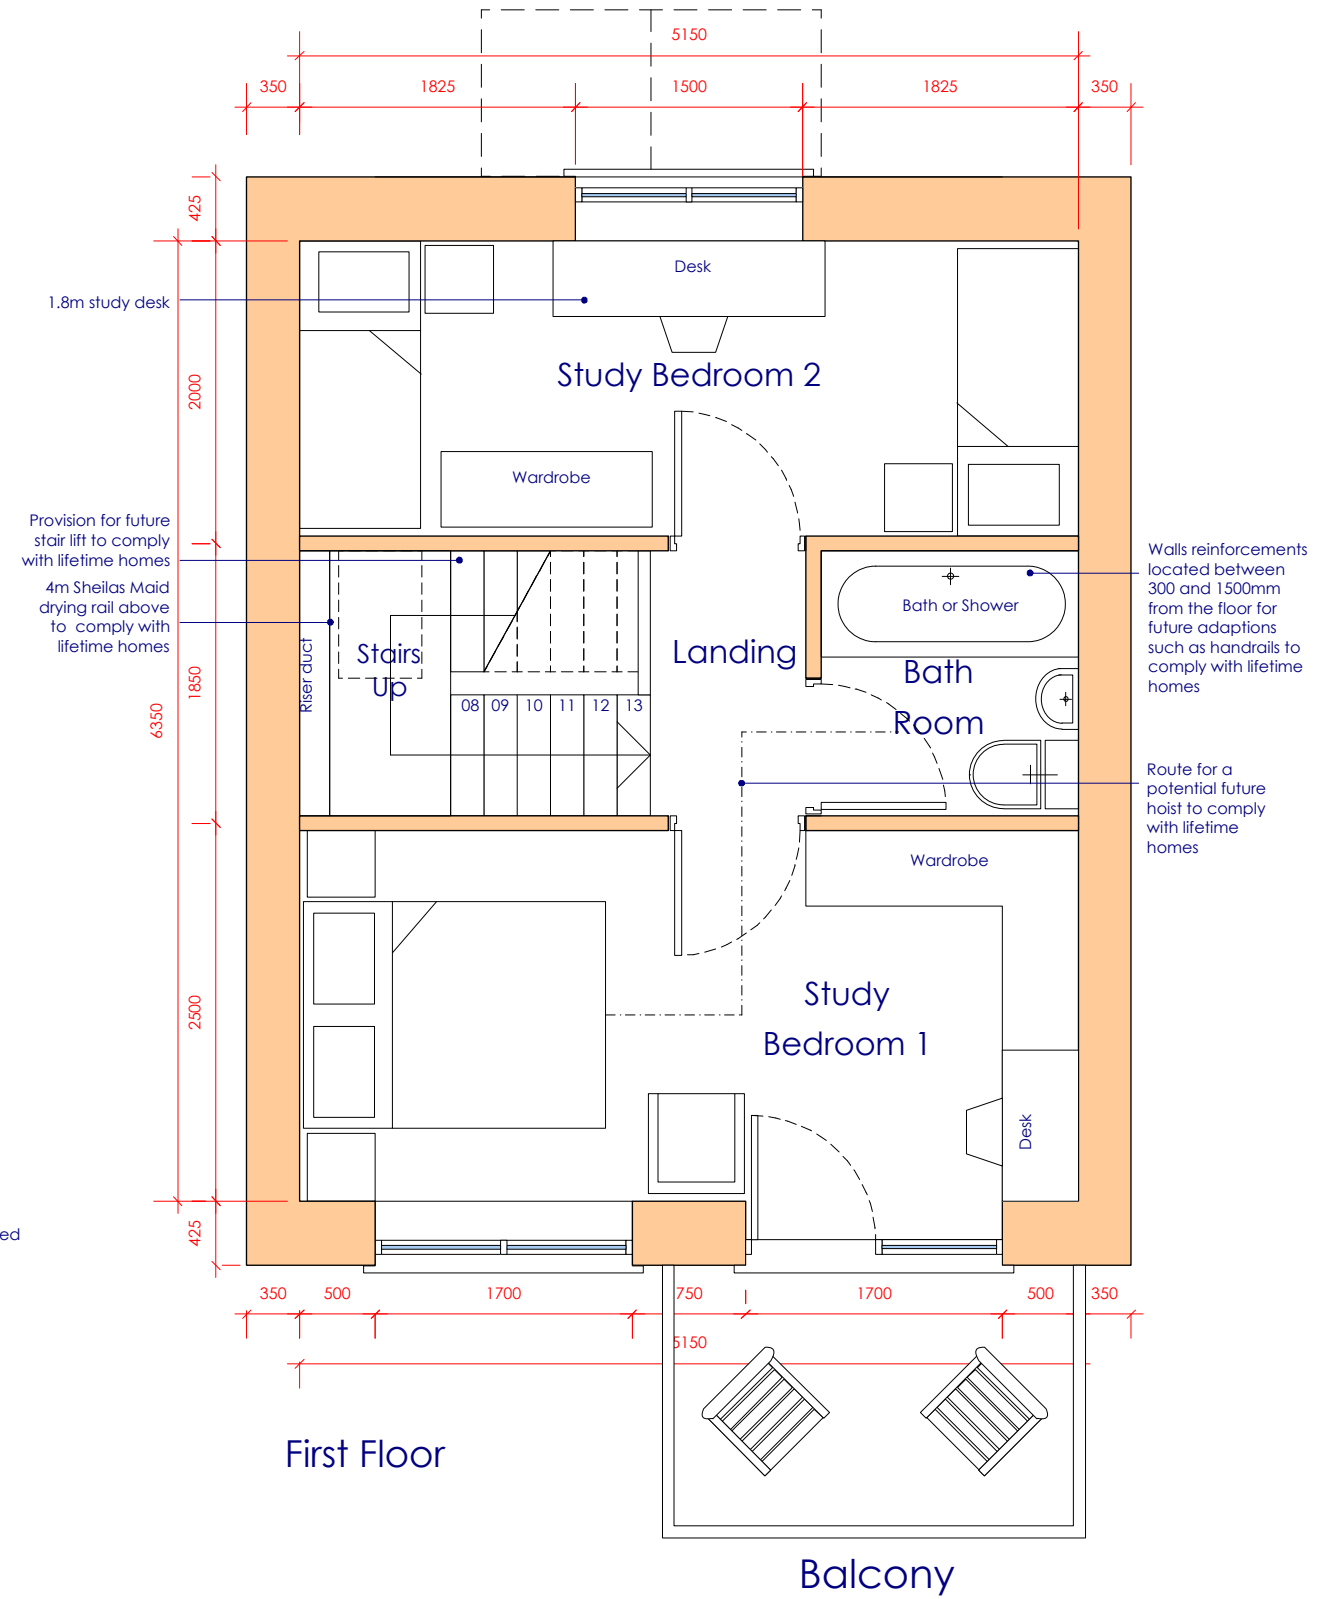 5150
350
1825
1500
1825
350
425
Desk
1.8m study desk
Study Bedroom 2
2000
Wardrobe
Provision for future
stair lift to comply
with lifetime homes
4m Sheilas Maid
drying rail above
to comply with
lifetime homes
Riser duct
Stairs
Up
08 09 10 11 12 13
Landing
Bath or Shower
Bath
Room
Walls reinforcements
located between
300 and 1500mm
from the floor for
future adaptions
such as handrails to
comply with lifetime
homes
1850
6350
Route for a
potential future
hoist to comply
with lifetime
homes
Wardrobe
2500
Study
Bedroom 1
Desk
425
ed
350
500
1700
750
1700
500
350
5150
First Floor
Balcony